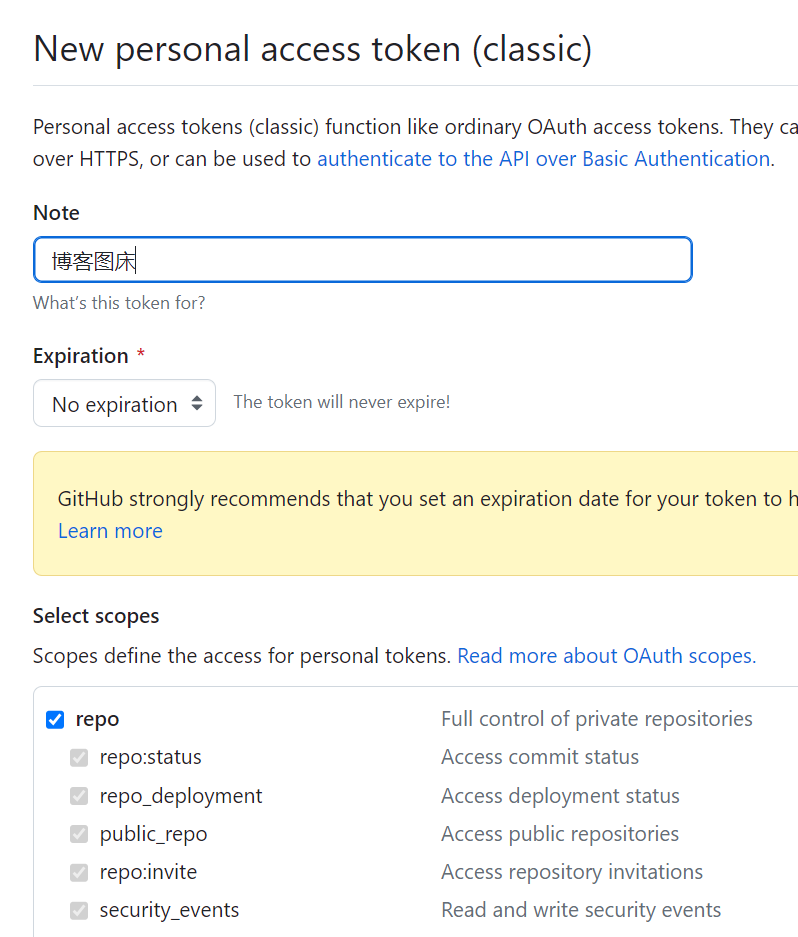 New personal access token (classic)
Personal access tokens (classic) function like ordinary OAuth access tokens. They ca
over HTTPS, or can be used to authenticate to the API over Basic Authentication.
Note
博客图床
What's this token for?
Expiration *
No expiration The token will never expire!
GitHub strongly recommends that you set an expiration date for your token to h
Learn more
Select scopes
Scopes define the access for personal tokens. Read more about OAuth scopes.
repo Full control of private repositories
repo:status Access commit status
repo_deployment Access deployment status
public_repo Access public repositories
repo:invite Access repository invitations
security_events Read and write security events